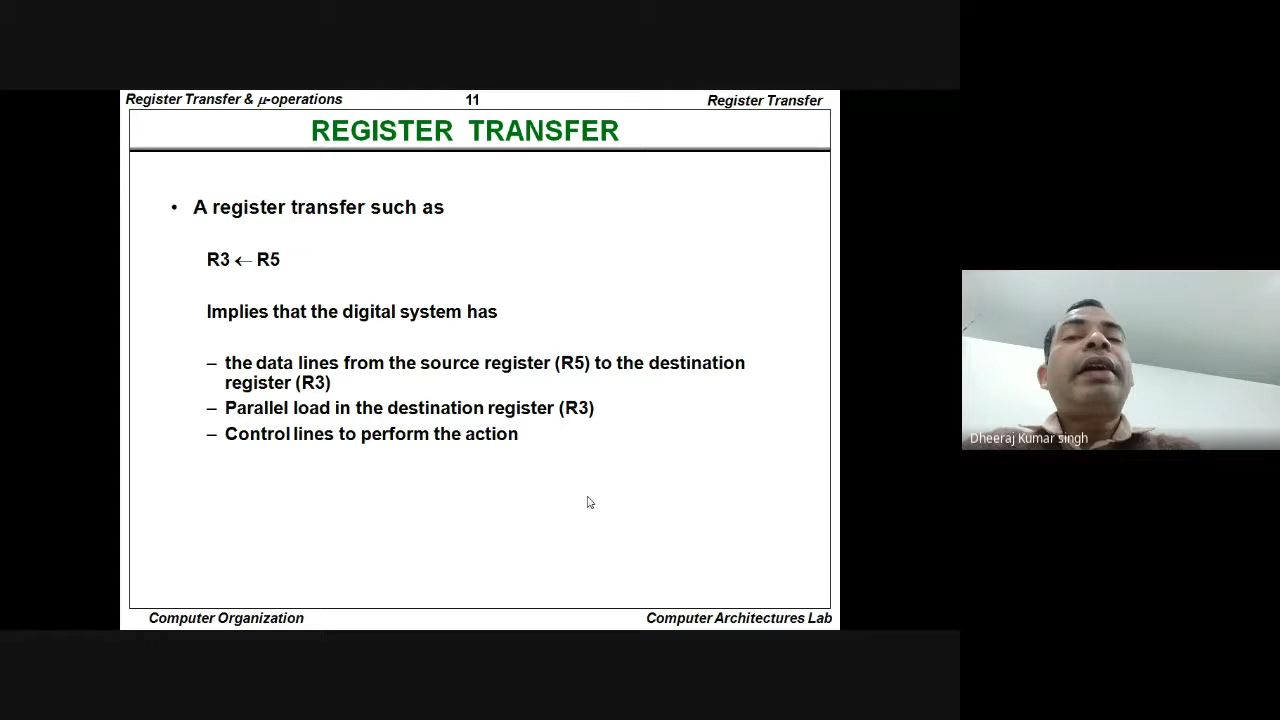 Register Transfer & μ-operations 11 Register Transfer
REGISTER TRANSFER
• A register transfer such as
R3 ← R5
Implies that the digital system has
– the data lines from the source register (R5) to the destination
register (R3)
– Parallel load in the destination register (R3)
– Control lines to perform the action
Dheeraj Kumar singh
Computer Organization Computer Architectures Lab